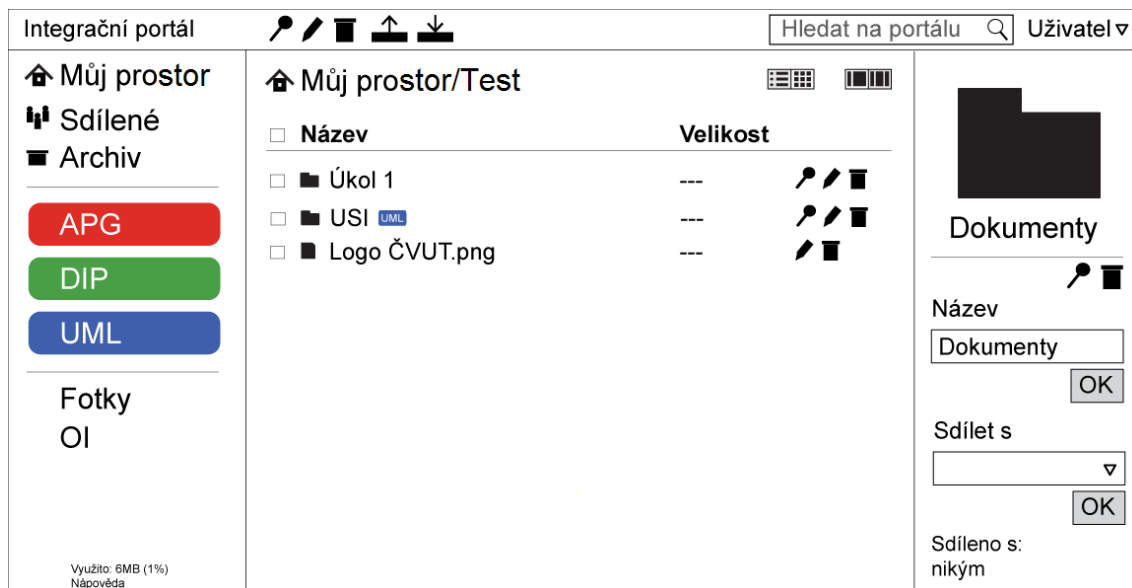 Integrační portál
Hledat na portálu
Uživatel
Můj prostor
Sdílené
Archiv
APG
DIP
UML
Fotky
OI
Využito: 6MB (1%)
Nápověda
Můj prostor/Test
Název Velikost
Úkol 1 ---
USI UML ---
Logo ČVUT.png ---
Dokumenty
Název
Dokumenty
OK
Sdílet s
OK
Sdíleno s:
nikým